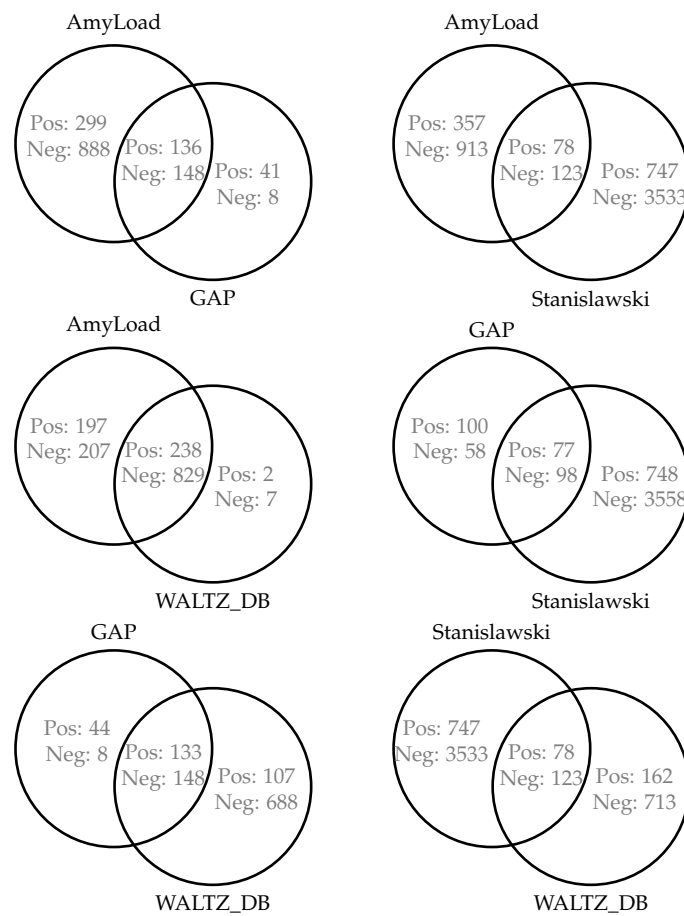 AmyLoad
Pos: 299
Neg: 888
Pos: 136
Neg: 148
Pos: 41
Neg: 8
GAP
AmyLoad
Pos: 357
Neg: 913
Pos: 78
Neg: 123
Pos: 747
Neg: 3533
Stanislawski
AmyLoad
Pos: 197
Neg: 207
Pos: 238
Neg: 829
Pos: 2
Neg: 7
WALTZ_DB
GAP
Pos: 100
Neg: 58
Pos: 77
Neg: 98
Pos: 748
Neg: 3558
Stanislawski
GAP
Pos: 44
Neg: 8
Pos: 133
Neg: 148
Pos: 107
Neg: 688
WALTZ_DB
Stanislawski
Pos: 747
Neg: 3533
Pos: 78
Neg: 123
Pos: 162
Neg: 713
WALTZ_DB